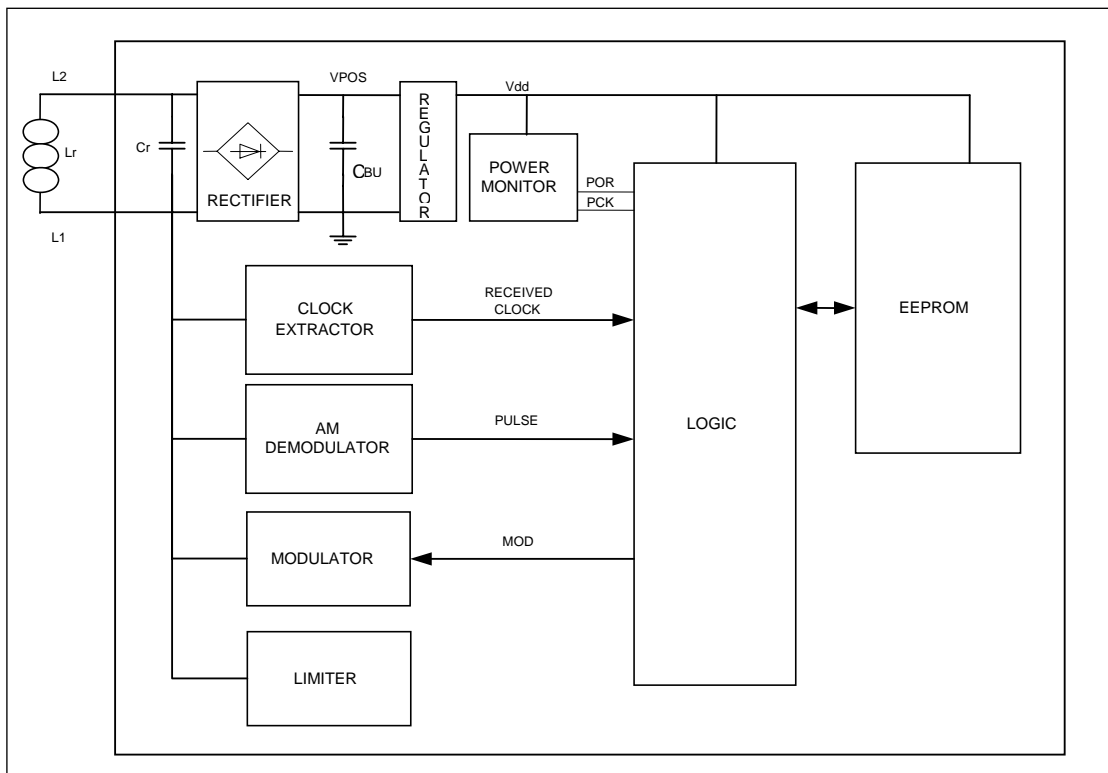 L2
VPOS
Vdd
REGULATOR
Lr
Cr
CBU
RECTIFIER
POWER
MONITOR
POR
PCK
L1
CLOCK
EXTRACTOR
RECEIVED
CLOCK
EEPROM
AM
DEMODULATOR
PULSE
LOGIC
MODULATOR
MOD
LIMITER